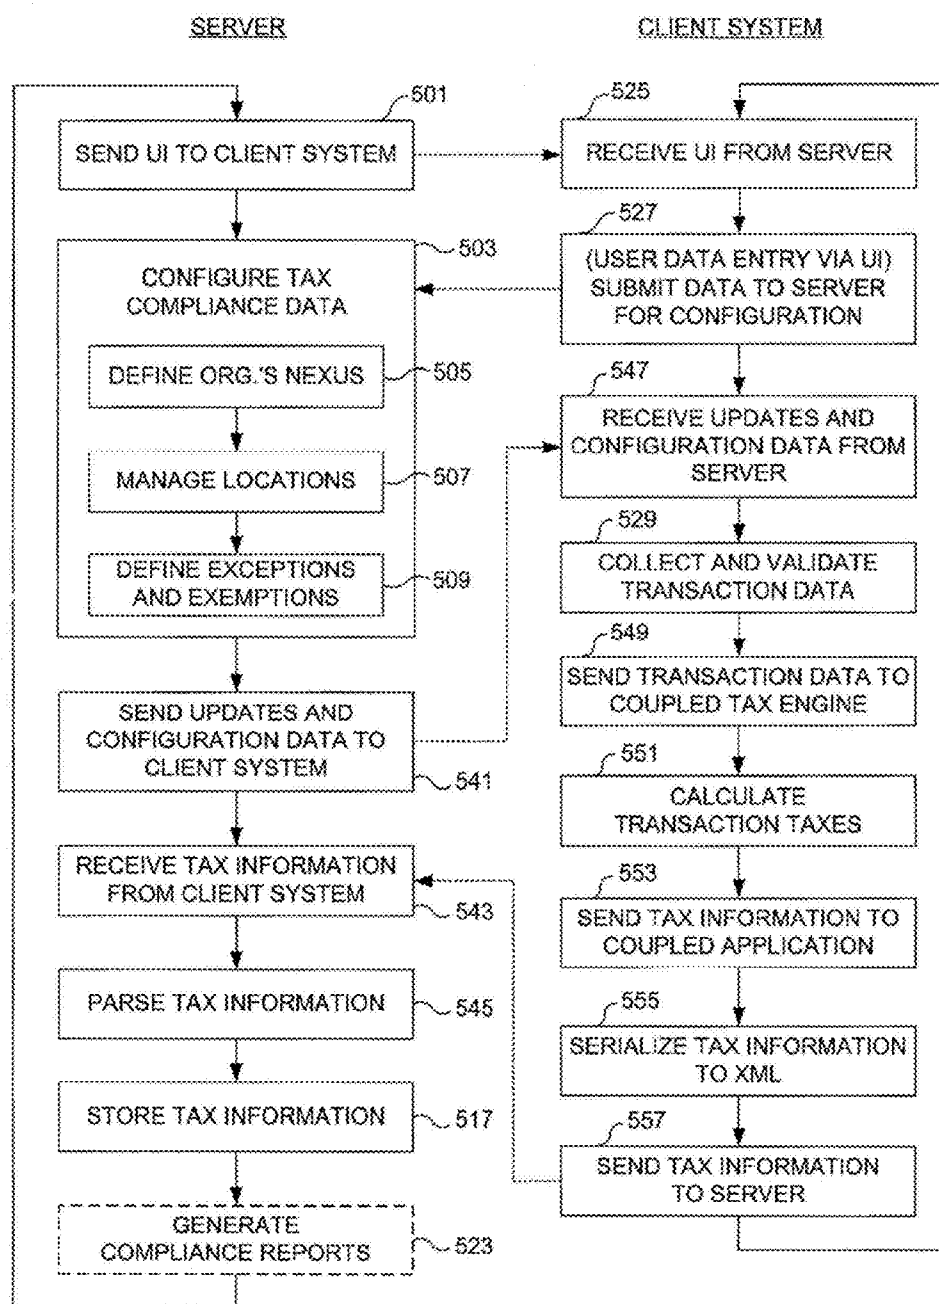 SERVER
501
SEND UI TO CLIENT SYSTEM
503
CONFIGURE TAX
COMPLIANCE DATA
DEFINE ORG.'S NEXUS
505
MANAGE LOCATIONS
507
DEFINE EXCEPTIONS
AND EXEMPTIONS
509
SEND UPDATES AND
CONFIGURATION DATA TO
CLIENT SYSTEM
541
RECEIVE TAX INFORMATION
FROM CLIENT SYSTEM
543
PARSE TAX INFORMATION
545
STORE TAX INFORMATION
517
GENERATE
COMPLIANCE REPORTS
523
CLIENT SYSTEM
525
RECEIVE UI FROM SERVER
527
(USER DATA ENTRY VIA UI)
SUBMIT DATA TO SERVER
FOR CONFIGURATION
547
RECEIVE UPDATES AND
CONFIGURATION DATA FROM
SERVER
529
COLLECT AND VALIDATE
TRANSACTION DATA
549
SEND TRANSACTION DATA TO
COUPLED TAX ENGINE
551
CALCULATE
TRANSACTION TAXES
553
SEND TAX INFORMATION TO
COUPLED APPLICATION
555
SERIALIZE TAX INFORMATION
TO XML
557
SEND TAX INFORMATION
TO SERVER